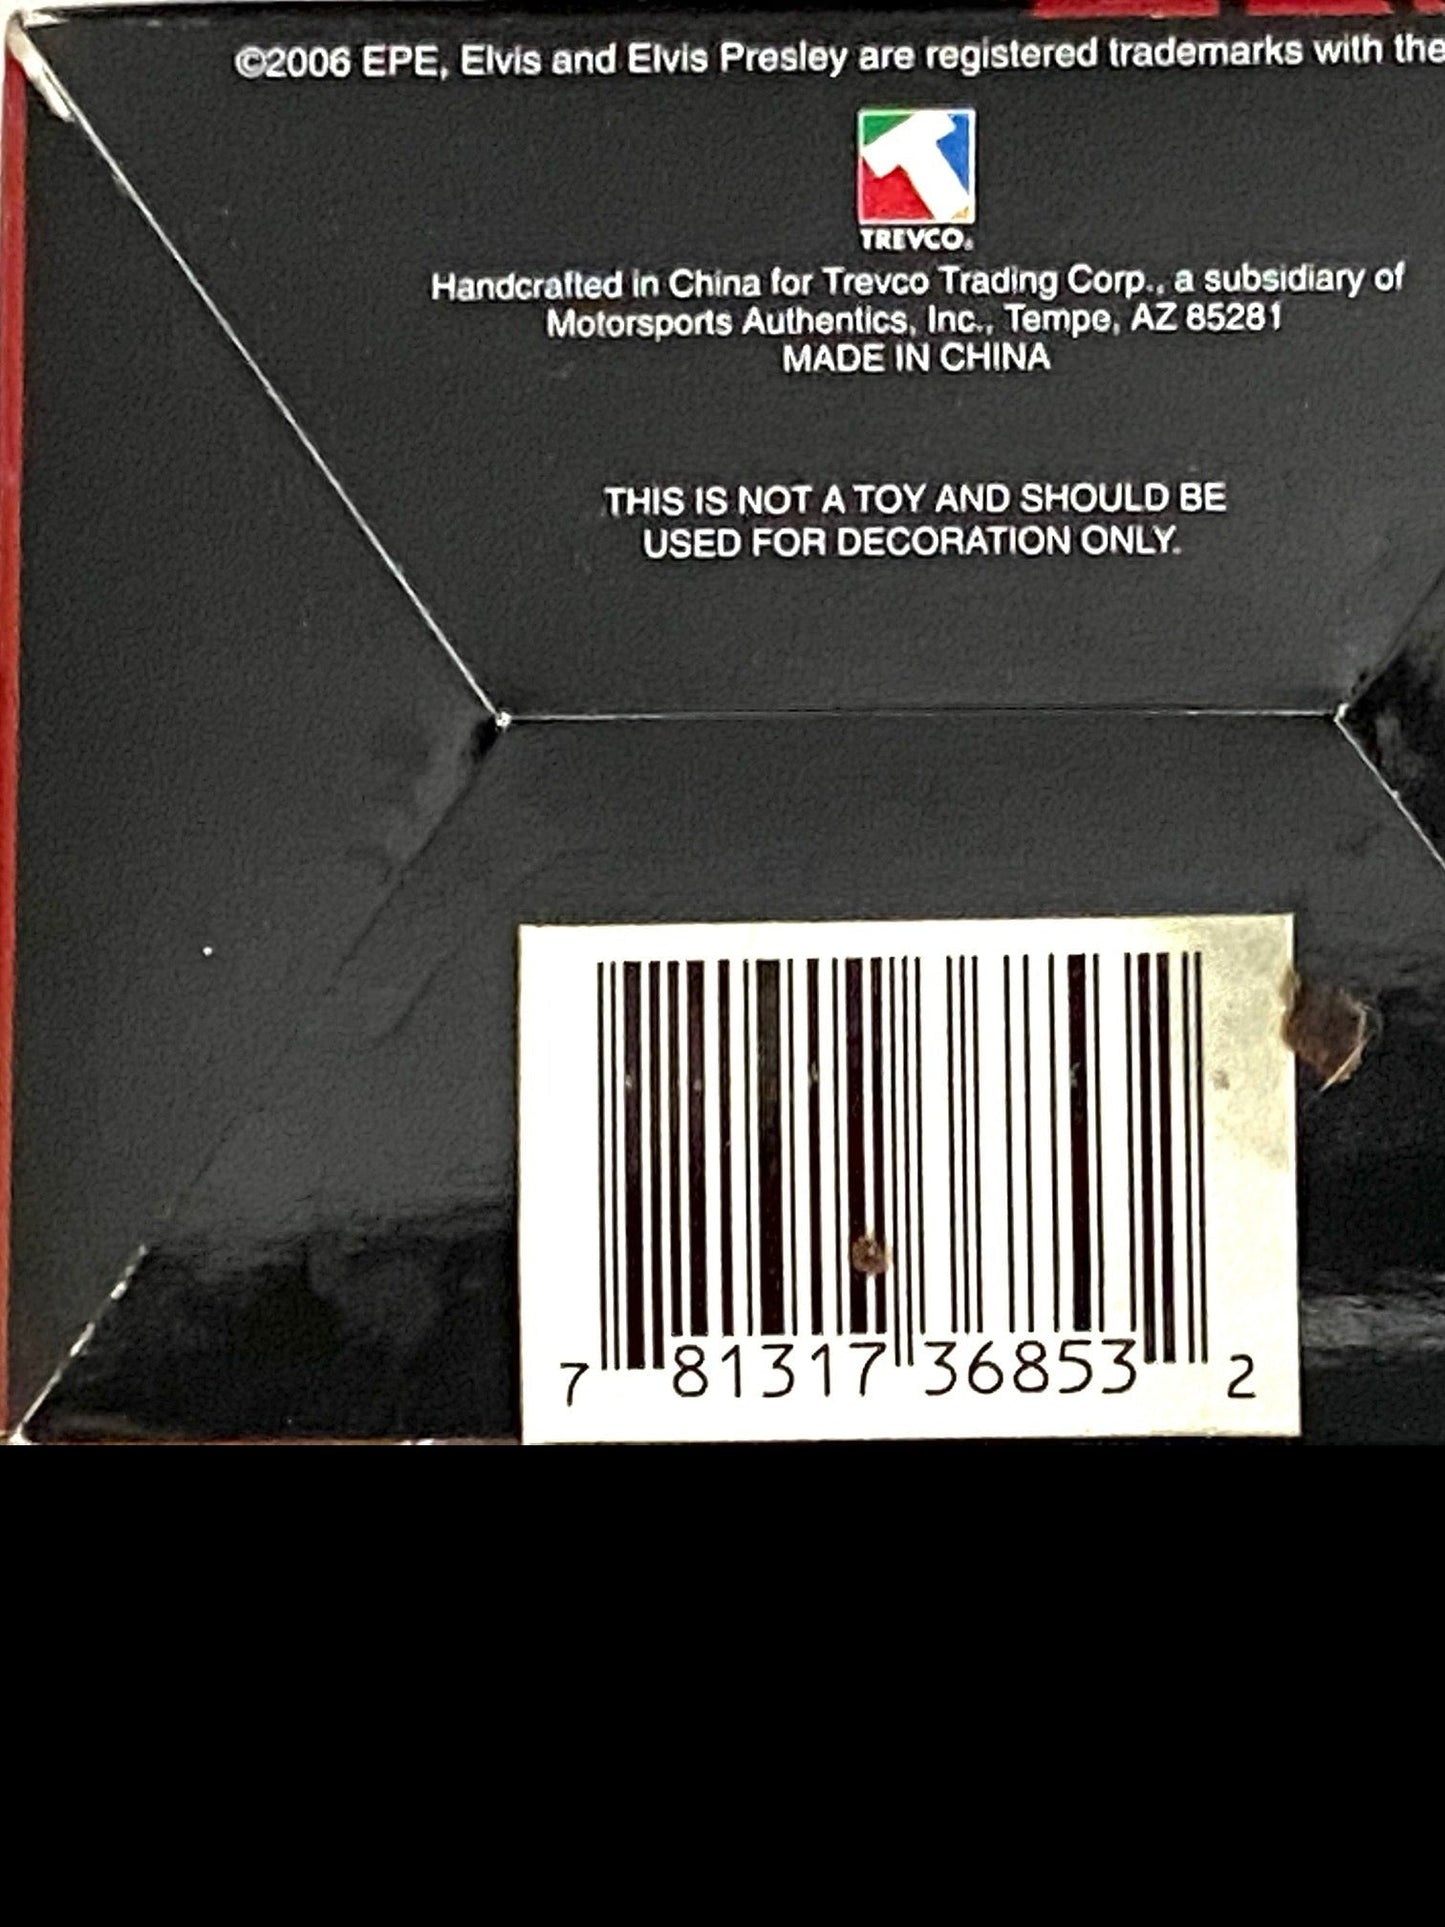 ©2006 EPE, Elvis and Elvis Presley are registered trademarks with the
TREVCO®
Handcrafted in China for Trevco Trading Corp., a subsidiary of
Motorsports Authentics, Inc., Tempe, AZ 85281
MADE IN CHINA
THIS IS NOT A TOY AND SHOULD BE
USED FOR DECORATION ONLY.
7 81317 36853 2